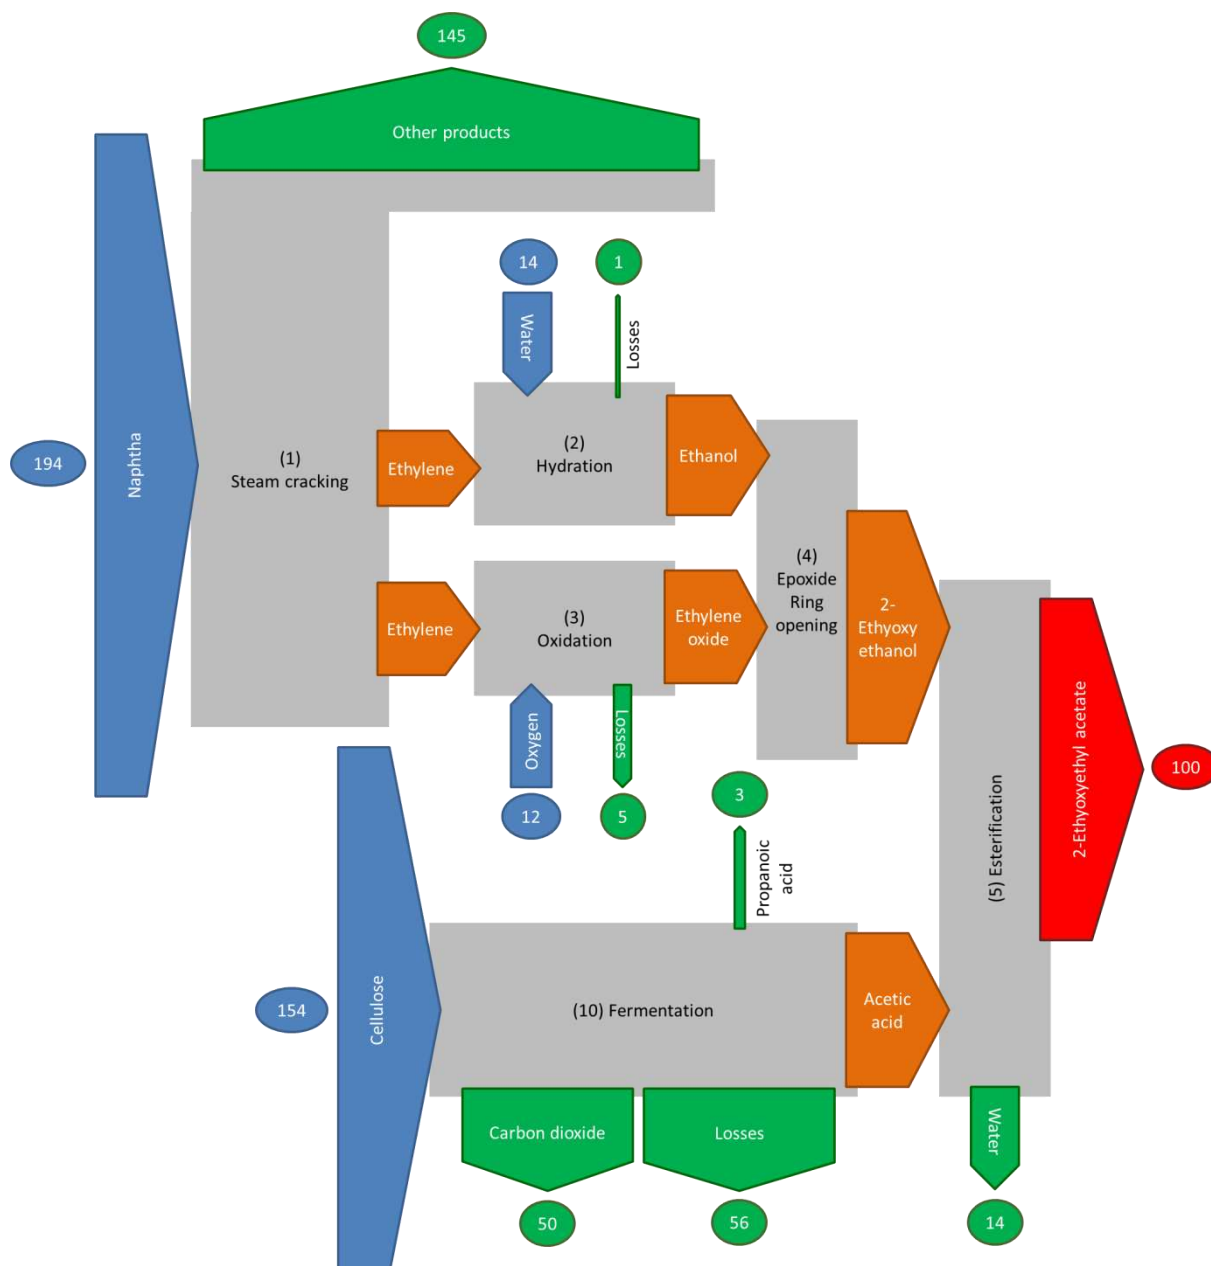 145
Other products
14
1
Water
Losses
194
Naphtha
(1)
Steam cracking
Ethylene
(2)
Hydration
Ethanol
(4)
Epoxide
Ring
opening
Ethylene
(3)
Oxidation
Ethylene
oxide
2-
Ethyoxy
ethanol
Oxygen
Losses
12
5
3
Propanoic
acid
(5) Esterification
2-Ethyoxyethyl acetate
100
154
Cellulose
(10) Fermentation
Acetic
acid
Carbon dioxide
Losses
Water
50
56
14